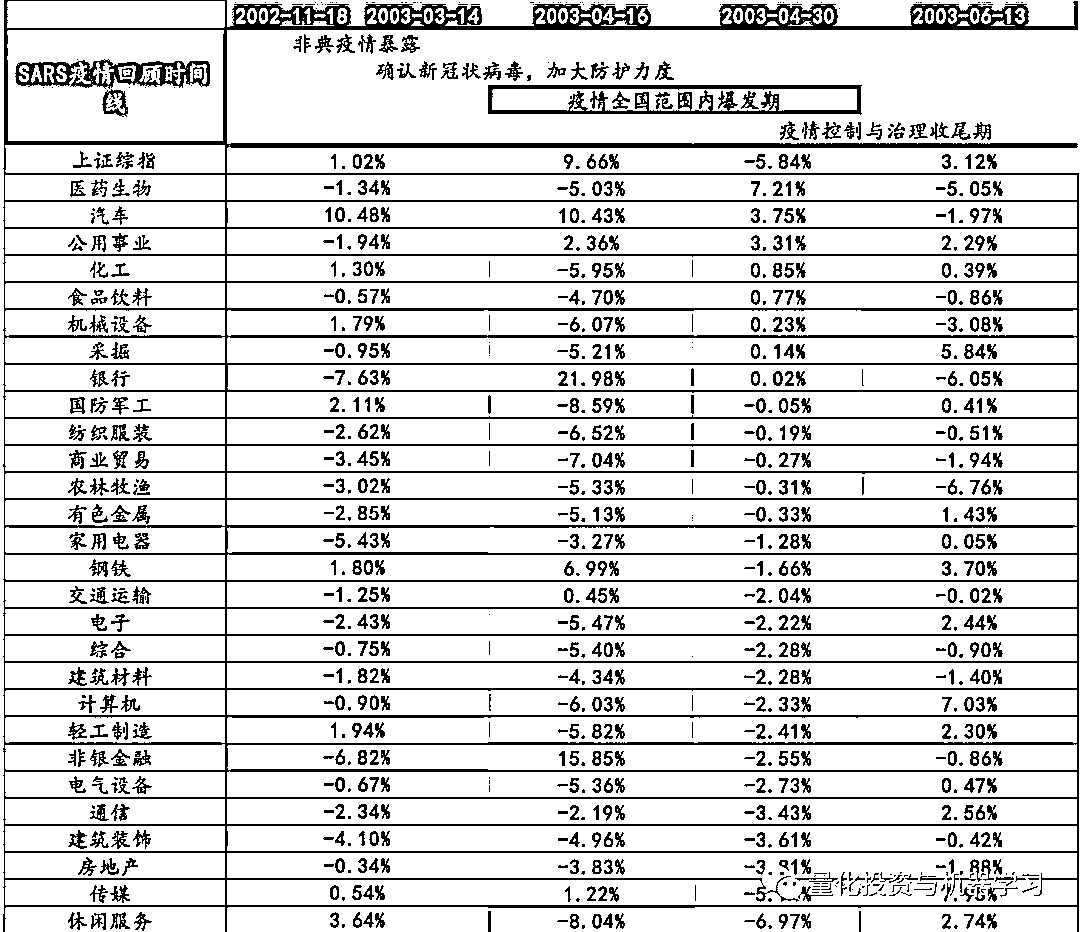 2002-11-18 2003-03-14 2003-04-16 2003-04-30 2003-06-13
SARS疫情回顾时间
线
非典疫情暴露
确认新冠状病毒，加大防护力度
疫情全国范围内爆发期
疫情控制与治理收尾期
上证综指 1.02% 9.66% -5.84% 3.12%
医药生物 -1.34% -5.03% 7.21% -5.05%
汽车 10.48% 10.43% 3.75% -1.97%
公用事业 -1.94% 2.36% 3.31% 2.29%
化工 1.30% -5.95% 0.85% 0.39%
食品饮料 -0.57% -4.70% 0.77% -0.86%
机械设备 1.79% -6.07% 0.23% -3.08%
采掘 -0.95% -5.21% 0.14% 5.84%
银行 -7.63% 21.98% 0.02% -6.05%
国防军工 2.11% -8.59% -0.05% 0.41%
纺织服装 -2.62% -6.52% -0.19% -0.51%
商业贸易 -3.45% -7.04% -0.27% -1.94%
农林牧渔 -3.02% -5.33% -0.31% -6.76%
有色金属 -2.85% -5.13% -0.33% 1.43%
家用电器 -5.43% -3.27% -1.28% 0.05%
钢铁 1.80% 6.99% -1.66% 3.70%
交通运输 -1.25% 0.45% -2.04% -0.02%
电子 -2.43% -5.47% -2.22% 2.44%
综合 -0.75% -5.40% -2.28% -0.90%
建筑材料 -1.82% -4.34% -2.28% -1.40%
计算机 -0.90% -6.03% -2.33% 7.03%
轻工制造 1.94% -5.82% -2.41% 2.30%
非银金融 -6.82% 15.85% -2.55% -0.86%
电气设备 -0.67% -5.36% -2.73% 0.47%
通信 -2.34% -2.19% -3.43% 2.56%
建筑装饰 -4.10% -4.96% -3.61% -0.42%
房地产 -0.34% -3.83% -3.81% -1.88%
传媒 0.54% 1.22%
量化投资与机器学习
休闲服务 3.64% -8.04% -6.97% 2.74%